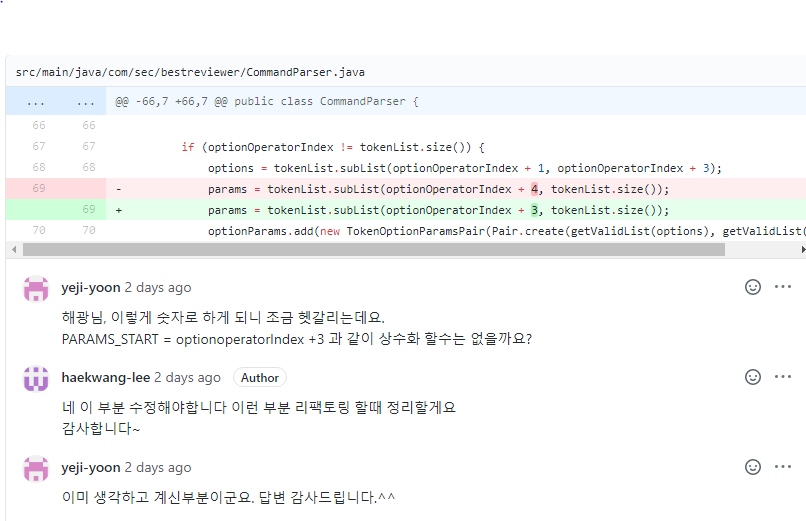 src/main/java/com/sec/bestreviewer/CommandParser.java
... ... @@ -66,7 +66,7 @@ public class CommandParser {
66 66
67 67 if (optionOperatorIndex != tokenList.size()) {
68 68 options = tokenList.subList(optionOperatorIndex + 1, optionOperatorIndex + 3);
69 - params = tokenList.subList(optionOperatorIndex + 4, tokenList.size());
69 + params = tokenList.subList(optionOperatorIndex + 3, tokenList.size());
70 70 optionParams.add(new TokenOptionParamsPair(Pair.create(getValidList(options), getValidList(
yeji-yoon 2 days ago
해광님, 이렇게 숫자로 하게 되니 조금 헷갈리는데요.
PARAMS_START = optionoperatorIndex +3 과 같이 상수화 할수는 없을까요?
haekwang-lee 2 days ago Author
네 이 부분 수정해야합니다 이런 부분 리팩토링 할때 정리할게요
감사합니다~
yeji-yoon 2 days ago
이미 생각하고 계신부분이군요. 답변 감사드립니다.^^